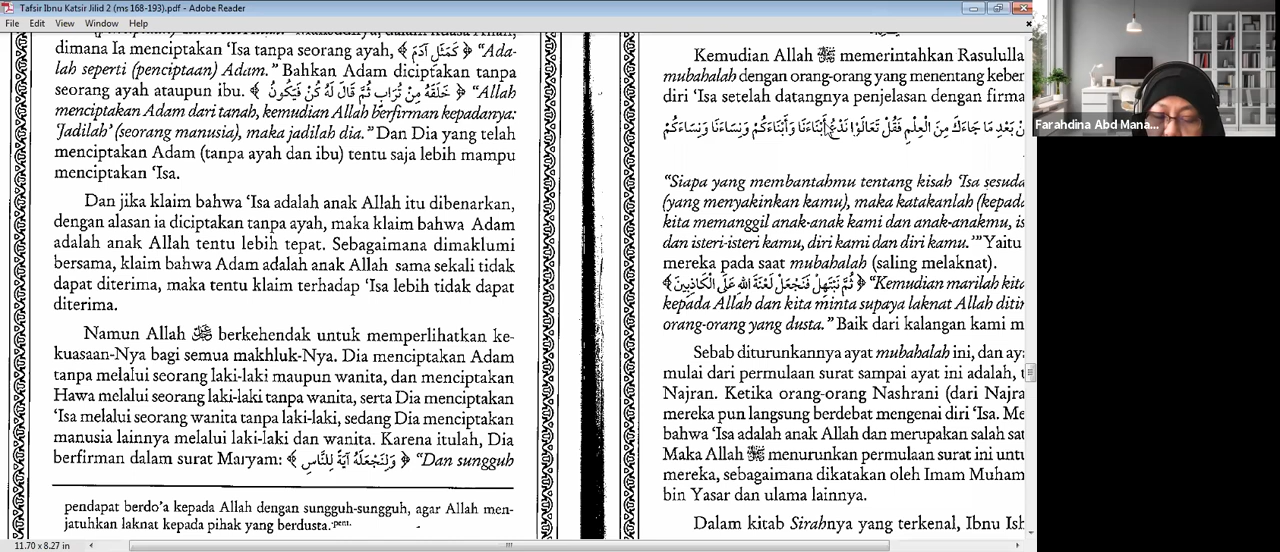 Tafsir Ibnu Katsir Jilid 2 (ms 168-193).pdf - Adobe Reader
File Edit View Window Help
dimana Ia menciptakan ‘Isa tanpa seorang ayah, ﴾ كَمَثَلِ آدَمَ ﴿ “Ada-
lah seperti (penciptaan) Adam.” Bahkan Adam diciptakan tanpa
seorang ayah ataupun ibu. ﴾ خَلَقَهُ مِنْ تُرَابٍ ثُمَّ قَالَ لَهُ كُنْ فَيَكُونُ ﴿ “Allah
menciptakan Adam dari tanah, kemudian Allah berfirman kepadanya:
‘Jadilah’ (seorang manusia), maka jadilah dia.” Dan Dia yang telah
menciptakan Adam (tanpa ayah dan ibu) tentu saja lebih mampu
menciptakan ‘Isa.
Dan jika klaim bahwa ‘Isa adalah anak Allah itu dibenarkan,
dengan alasan ia diciptakan tanpa ayah, maka klaim bahwa Adam
adalah anak Allah tentu lebih tepat. Sebagaimana dimaklumi
bersama, klaim bahwa Adam adalah anak Allah sama sekali tidak
dapat diterima, maka tentu klaim terhadap ‘Isa lebih tidak dapat
diterima.
Namun Allah ﷻ berkehendak untuk memperlihatkan ke-
kuasaan-Nya bagi semua makhluk-Nya. Dia menciptakan Adam
tanpa melalui seorang laki-laki maupun wanita, dan menciptakan
Hawa melalui seorang laki-laki tanpa wanita, serta Dia menciptakan
‘Isa melalui seorang wanita tanpa laki-laki, sedang Dia menciptakan
manusia lainnya melalui laki-laki dan wanita. Karena itulah, Dia
berfirman dalam surat Maryam: ﴾ وَلِنَجْعَلَهُ آيَةً لِلنَّاسِ ﴿ “Dan sungguh
pendapat berdo’a kepada Allah dengan sungguh-sungguh, agar Allah men-
jatuhkan laknat kepada pihak yang berdusta.-pent.
Kemudian Allah ﷻ memerintahkan Rasululla
mubahalah dengan orang-orang yang menentang keber
diri ‘Isa setelah datangnya penjelasan dengan firma
بَعْدِ مَا جَاءَكَ مِنَ الْعِلْمِ فَقُلْ تَعَالَوْا نَدْعُ أَبْنَاءَنَا وَأَبْنَاءَكُمْ وَنِسَاءَنَا وَنِسَاءَكُمْ
“Siapa yang membantahmu tentang kisah ‘Isa sesuda
(yang menyakinkan kamu), maka katakanlah (kepada
kita memanggil anak-anak kami dan anak-anakmu, is
dan isteri-isteri kamu, diri kami dan diri kamu.’” Yaitu
mereka pada saat mubahalah (saling melaknat).
﴾ ثُمَّ نَبْتَهِلْ فَنَجْعَلْ لَعْنَةَ اللهِ عَلَى الْكَاذِبِينَ ﴿ “Kemudian marilah kita
kepada Allah dan kita minta supaya laknat Allah ditin
orang-orang yang dusta.” Baik dari kalangan kami m
Sebab diturunkannya ayat mubahalah ini, dan aya
mulai dari permulaan surat sampai ayat ini adalah, u
Najran. Ketika orang-orang Nashrani (dari Najra
mereka pun langsung berdebat mengenai diri ‘Isa. Me
bahwa ‘Isa adalah anak Allah dan merupakan salah sat
Maka Allah ﷻ menurunkan permulaan surat ini untu
mereka, sebagaimana dikatakan oleh Imam Muham
bin Yasar dan ulama lainnya.
Dalam kitab Sirahnya yang terkenal, Ibnu Ish
Farahdina Abd Mana...
11.70 x 8.27 in